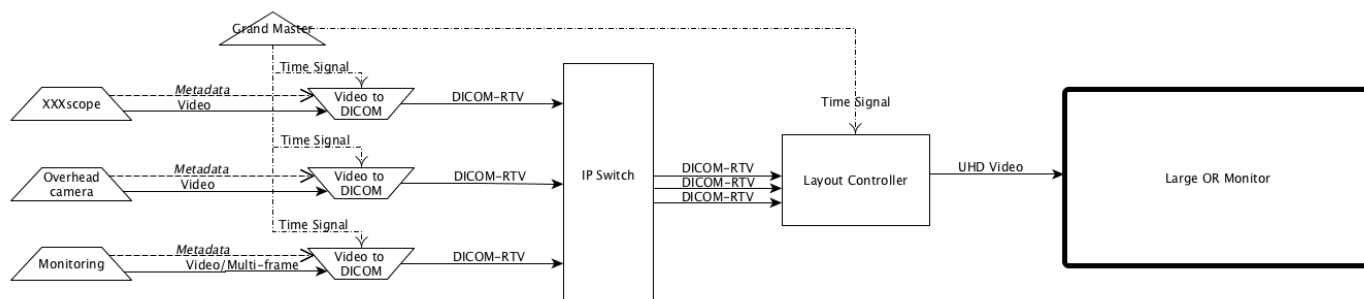 Grand Master
Time Signal
Metadata
XXXscope
Video
Video to
DICOM
DICOM-RTV
Time Signal
Time Signal
Metadata
Overhead
camera
Video
Video to
DICOM
DICOM-RTV
IP Switch
DICOM-RTV
DICOM-RTV
DICOM-RTV
Layout Controller
UHD Video
Large OR Monitor
Time Signal
Metadata
Monitoring
Video/Multi-frame
Video to
DICOM
DICOM-RTV